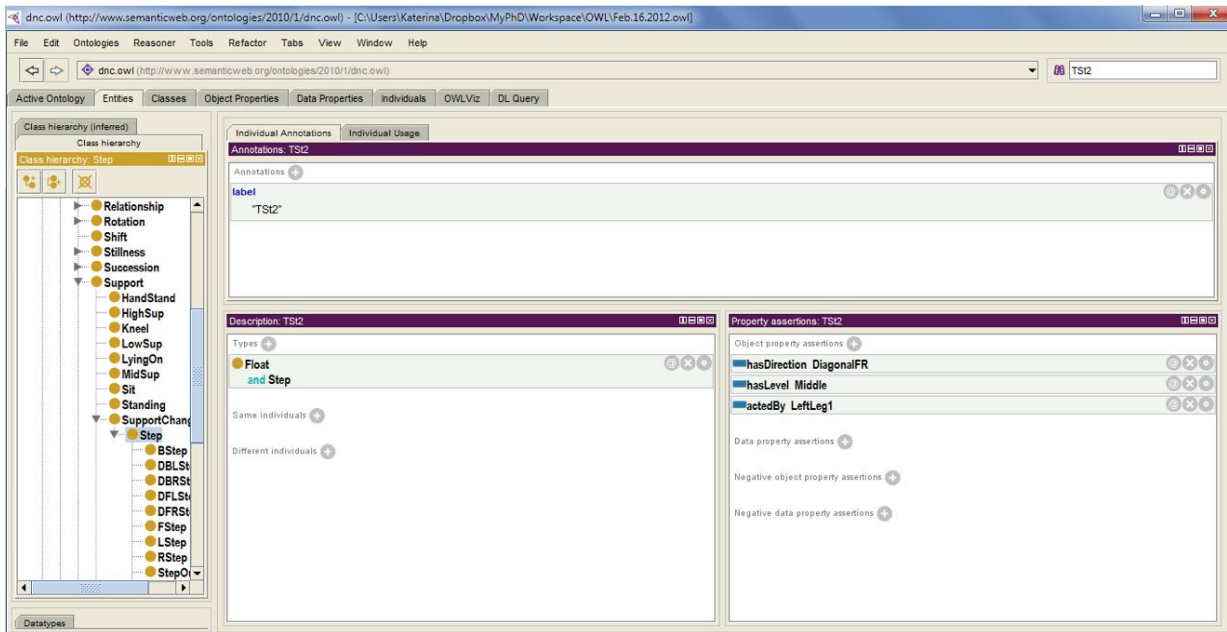 dnc.owl (http://www.semanticweb.org/ontologies/2010/1/dnc.owl) - [C:\Users\Katerina\Dropbox\MyPhD\Workspace\OWL\Feb.16.2012.owl]
File Edit Ontologies Reasoner Tools Refactor Tabs View Window Help
dnc.owl (http://www.semanticweb.org/ontologies/2010/1/dnc.owl)
TSt2
Active Ontology Entities Classes Object Properties Data Properties Individuals OWLViz DL Query
Class hierarchy (inferred)
Class hierarchy
Class hierarchy: Step
Relationship
Rotation
Shift
Stillness
Succession
Support
HandStand
HighSup
Kneel
LowSup
LyingOn
MidSup
Sit
Standing
SupportChang
Step
BStep
DBLSt
DBRSt
DFLSt
DFRSt
FStep
LStep
RStep
StepO
Datatypes
Individual Annotations Individual Usage
Annotations: TSt2
Annotations
label
"TSt2"
Description: TSt2
Types
Float
and Step
Same individuals
Different individuals
Property assertions: TSt2
Object property assertions
hasDirection DiagonalFR
hasLevel Middle
actedBy LeftLeg1
Data property assertions
Negative object property assertions
Negative data property assertions